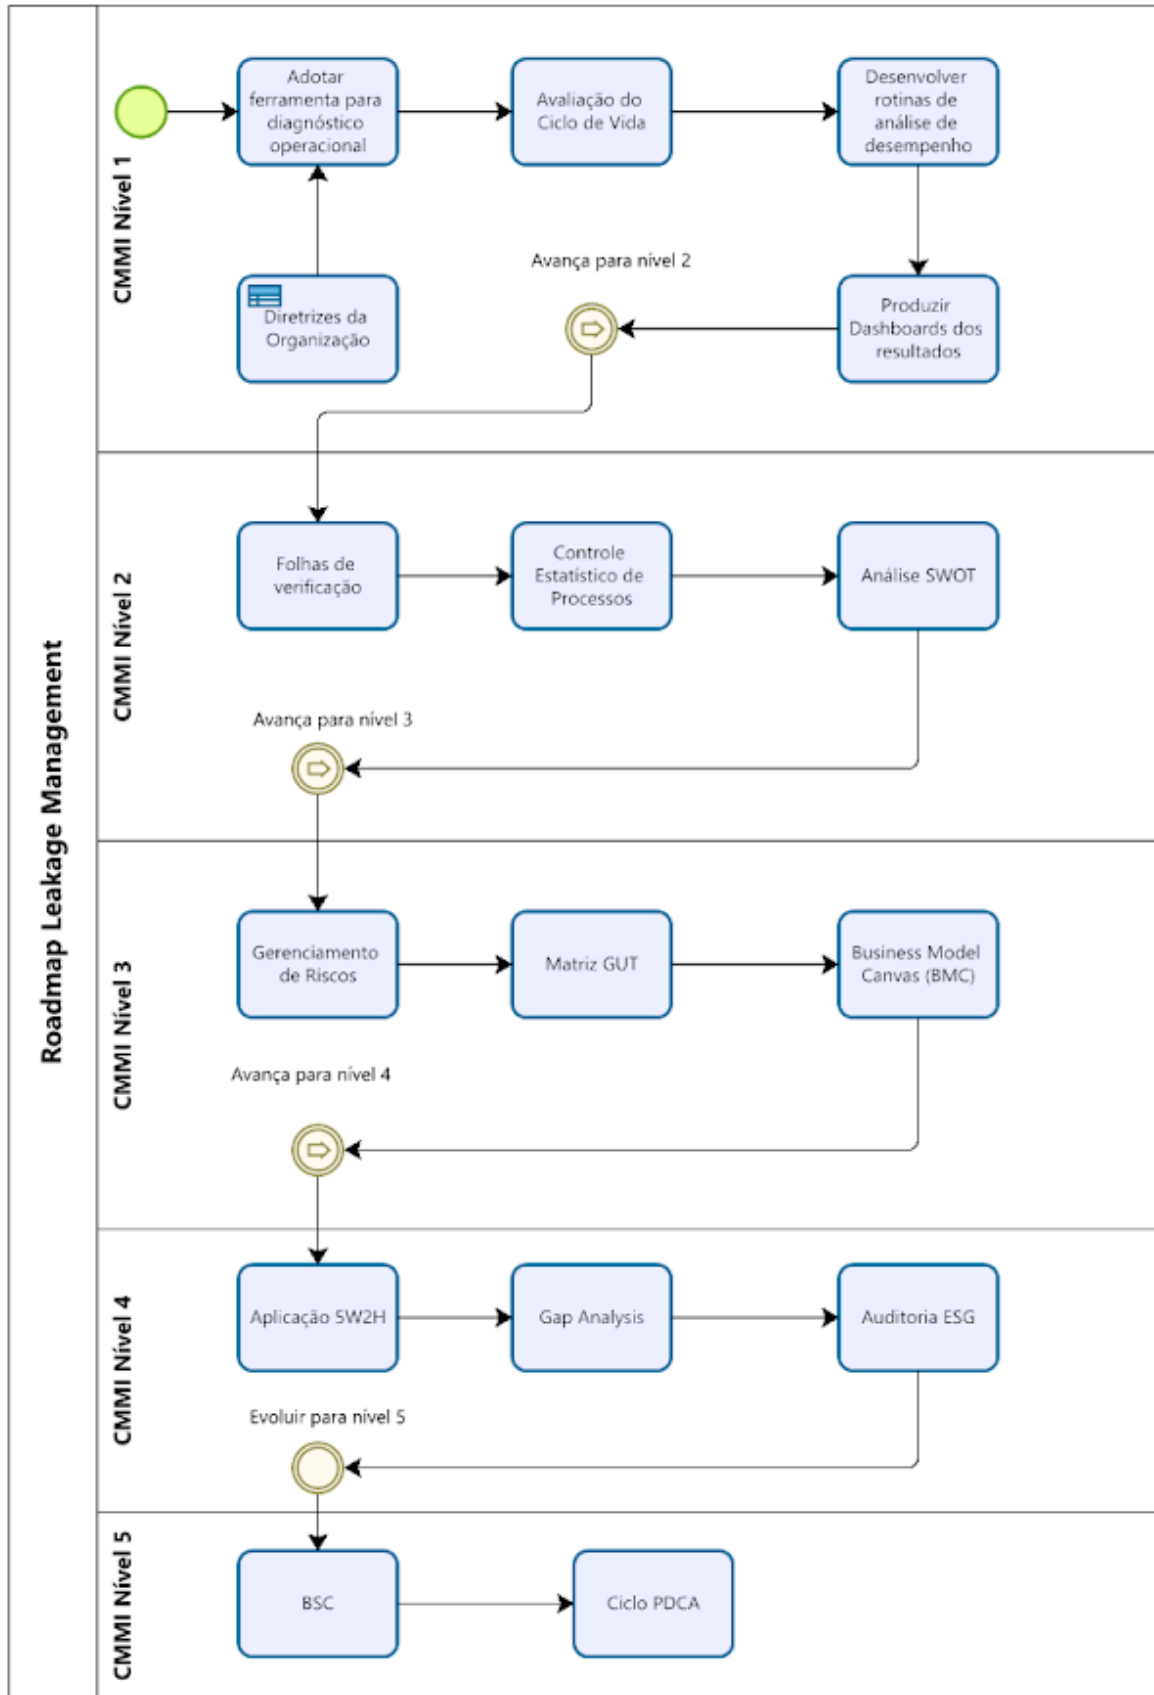 Roadmap Leakage Management
CMMI Nível 1
Adotar
ferramenta para
diagnóstico
operacional
Avaliação do
Ciclo de Vida
Desenvolver
rotinas de
análise de
desempenho
Diretrizes da
Organização
Avança para nível 2
Produzir
Dashboards dos
resultados
CMMI Nível 2
Folhas de
verificação
Controle
Estatístico de
Processos
Análise SWOT
Avança para nível 3
CMMI Nível 3
Gerenciamento
de Riscos
Matriz GUT
Business Model
Canvas (BMC)
Avança para nível 4
CMMI Nível 4
Aplicação 5W2H
Gap Analysis
Auditoria ESG
Evoluir para nível 5
CMMI Nível 5
BSC
Ciclo PDCA